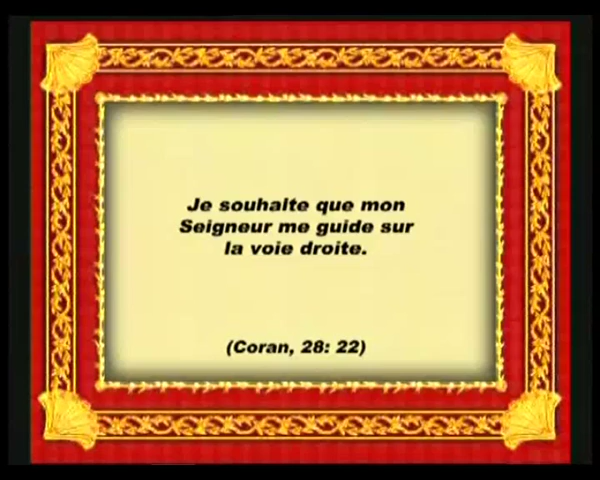 Je souhaite que mon
Seigneur me guide sur
la voie droite.
(Coran, 28: 22)